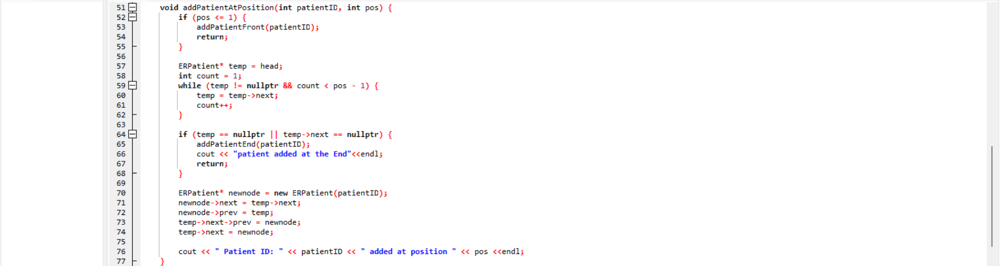 51 void addPatientAtPosition(int patientID, int pos) {
52 if (pos <= 1) {
53 addPatientFront(patientID);
54 return;
55 }
56
57 ERPatient* temp = head;
58 int count = 1;
59 while (temp != nullptr && count < pos - 1) {
60 temp = temp->next;
61 count++;
62 }
63
64 if (temp == nullptr || temp->next == nullptr) {
65 addPatientEnd(patientID);
66 cout << "patient added at the End"<<endl;
67 return;
68 }
69
70 ERPatient* newnode = new ERPatient(patientID);
71 newnode->next = temp->next;
72 newnode->prev = temp;
73 temp->next->prev = newnode;
74 temp->next = newnode;
75
76 cout << " Patient ID: " << patientID << " added at position " << pos <<endl;
77 }